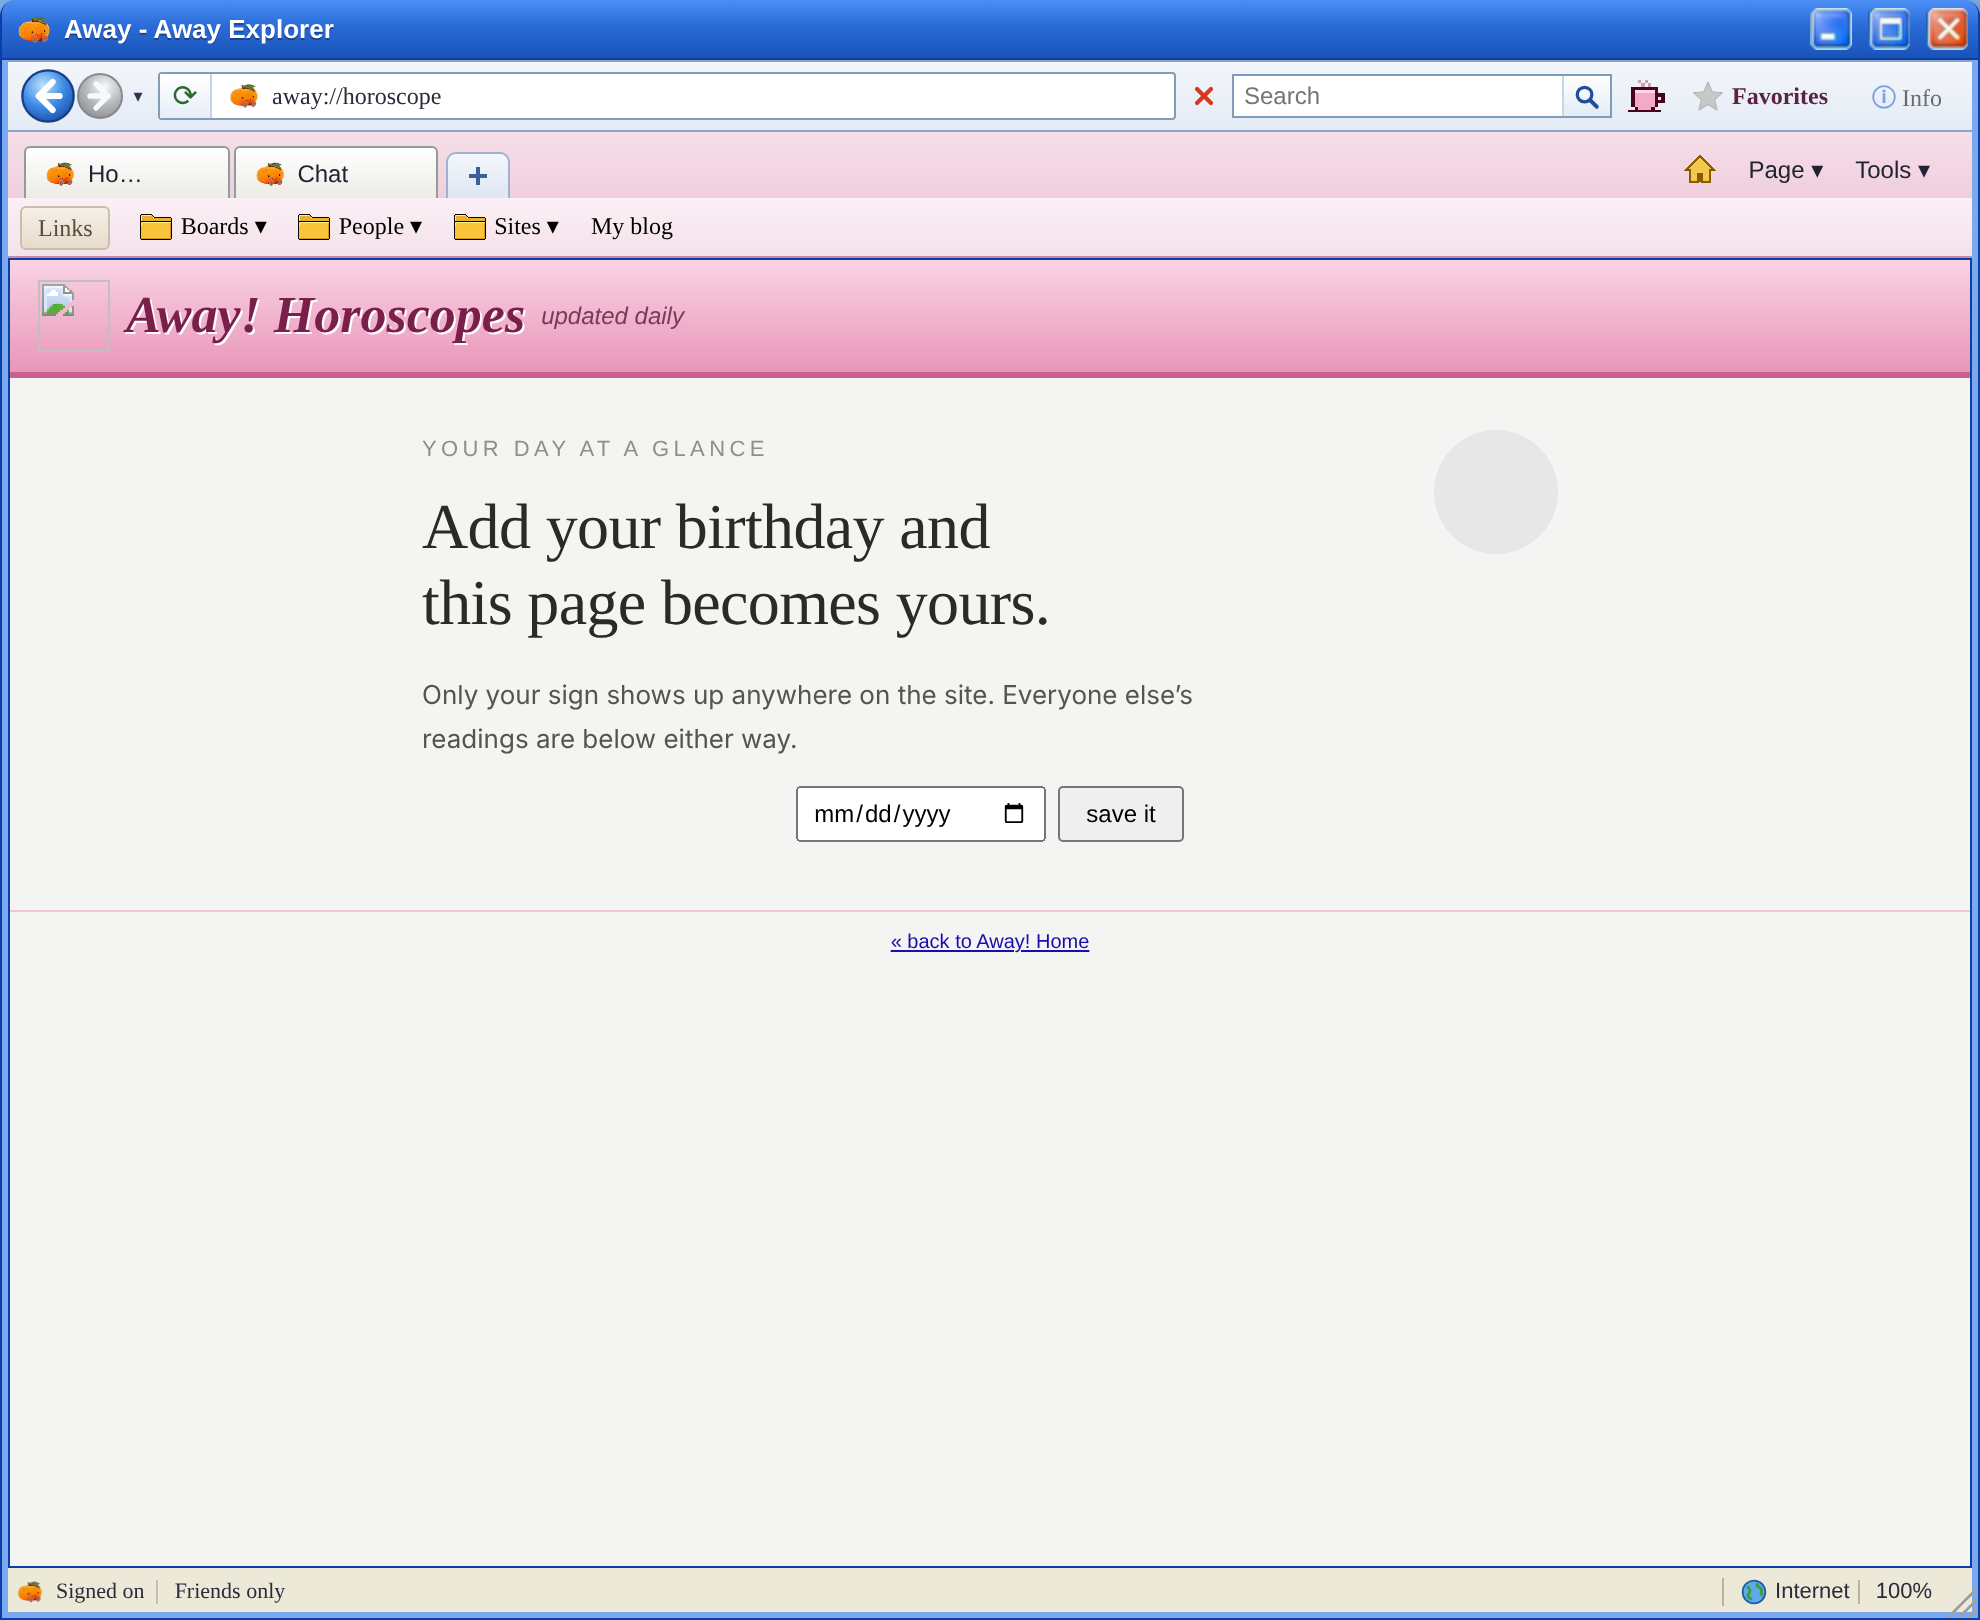 Away - Away Explorer
away://horoscope
Search
Favorites
Info
Ho…
Chat
Page ▾
Tools ▾
Links
Boards ▾
People ▾
Sites ▾
My blog
Away! Horoscopes updated daily
YOUR DAY AT A GLANCE
Add your birthday and
this page becomes yours.
Only your sign shows up anywhere on the site. Everyone else’s
readings are below either way.
mm/dd/yyyy
save it
« back to Away! Home
Signed on
Friends only
Internet
100%